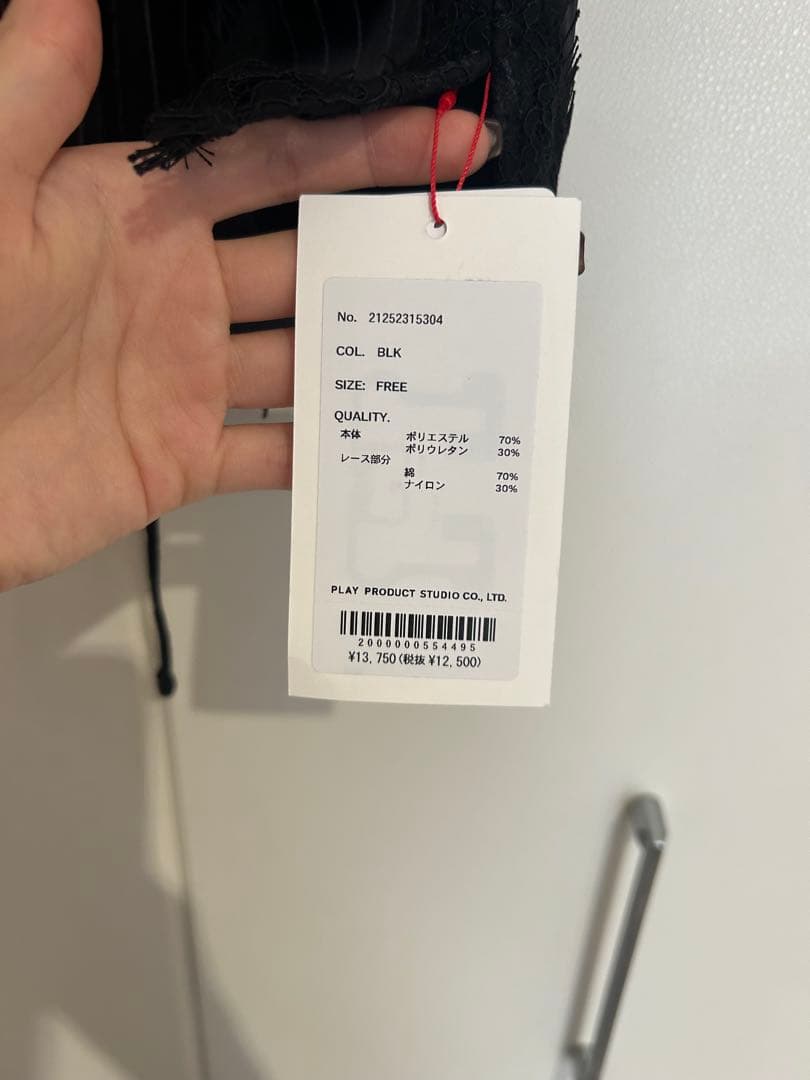 No. 21252315304
COL. BLK
SIZE: FREE
QUALITY.
本体 ポリエステル 70%
ポリウレタン 30%
レース部分
綿 70%
ナイロン 30%
PLAY PRODUCT STUDIO CO., LTD.
2000000554495
¥13,750(税抜 ¥12,500)